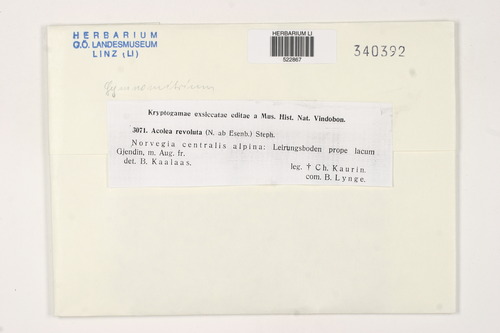 HERBARIUM
O.Ö. LANDESMUSEUM
LINZ (LI)
HERBARIUM LI
522867
340392
Gymnomitrium
Kryptogamae exsiccatae editae a Mus. Hist. Nat. Vindobon.
3071. Acolea revoluta (N. ab Esenb.) Steph.
Norvegia centralis alpina: Leirungsboden prope lacum
Gjendin, m. Aug. fr.
det. B. Kaalaas.
leg. † Ch. Kaurin.
com. B. Lynge.